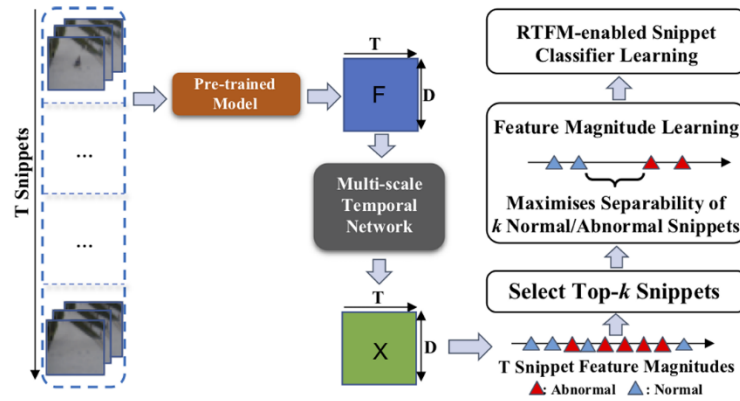 T Snippets
...
...
Pre-trained
Model
T
F
D
Multi-scale
Temporal
Network
T
X
D
RTFM-enabled Snippet
Classifier Learning
Feature Magnitude Learning
Maximises Separability of
k Normal/Abnormal Snippets
Select Top-k Snippets
T Snippet Feature Magnitudes
: Abnormal : Normal